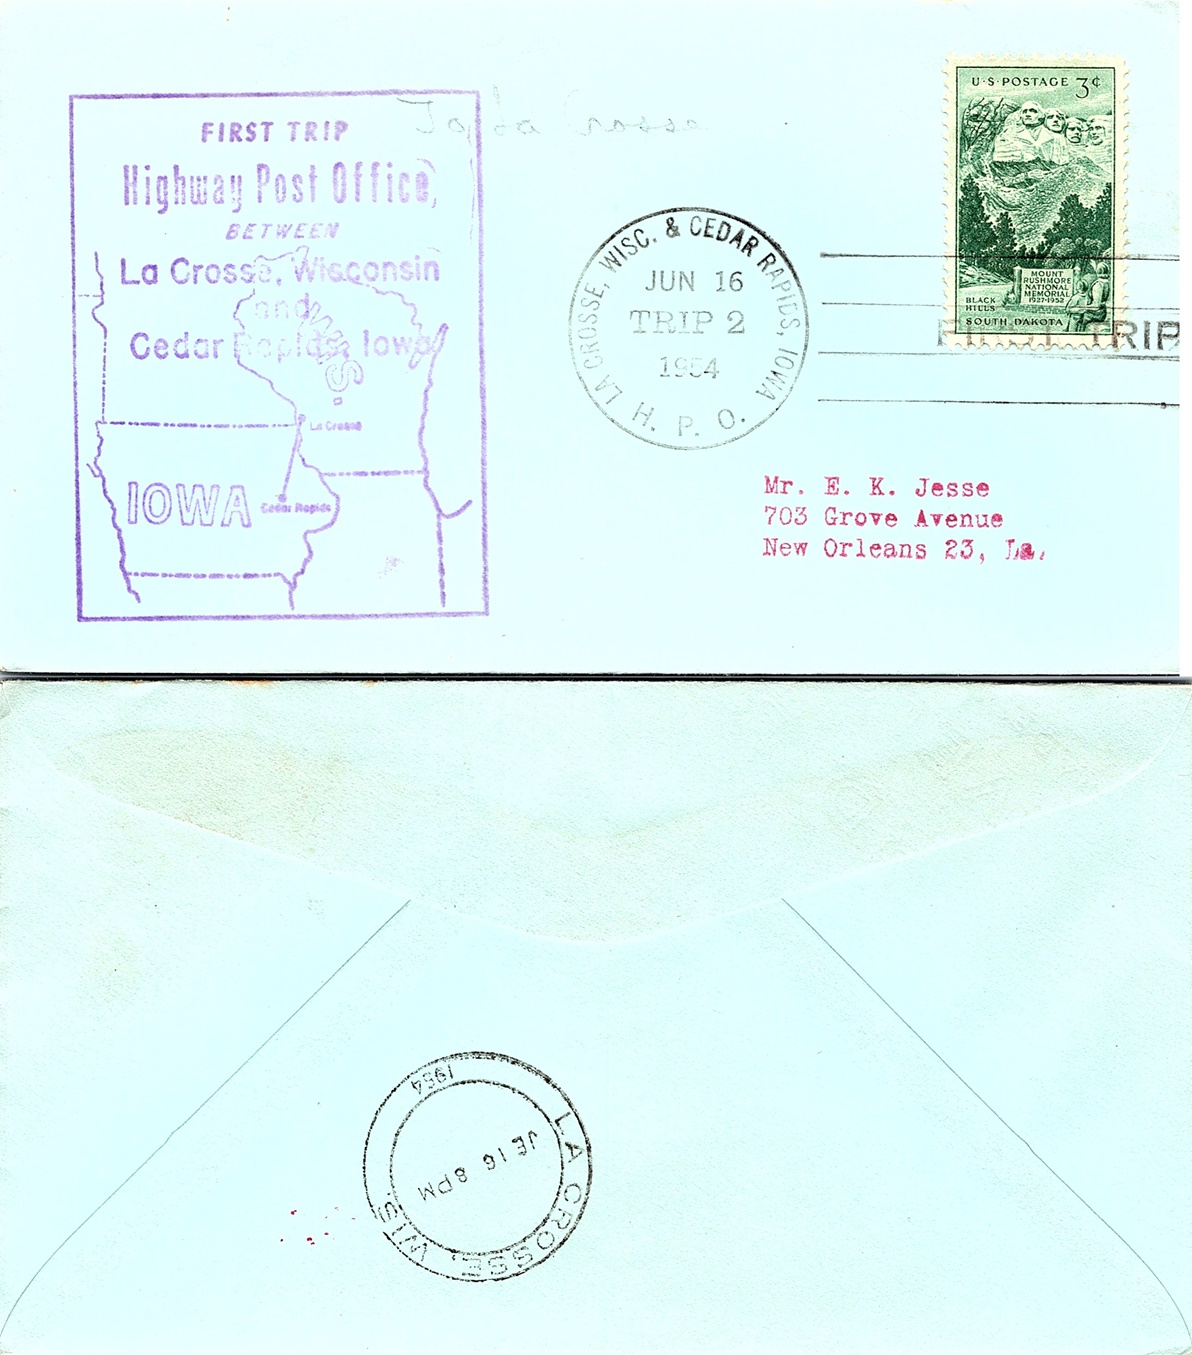 FIRST TRIP
Highway Post Office
BETWEEN
La Crosse, Wisconsin
and
Cedar Rapids, Iowa
WIS.
La Crosse
IOWA
Cedar Rapids
LA CROSSE, WISC. & CEDAR RAPIDS, IOWA
JUN 16
TRIP 2
1954
H. P. O.
U·S·POSTAGE 3¢
MOUNT
RUSHMORE
NATIONAL
MEMORIAL
1927·1952
BLACK
HILLS
SOUTH DAKOTA
FIRST TRIP
Mr. E. K. Jesse
703 Grove Avenue
New Orleans 23, La.
1954
JE 16 8 PM
LA CROSSE, WIS.